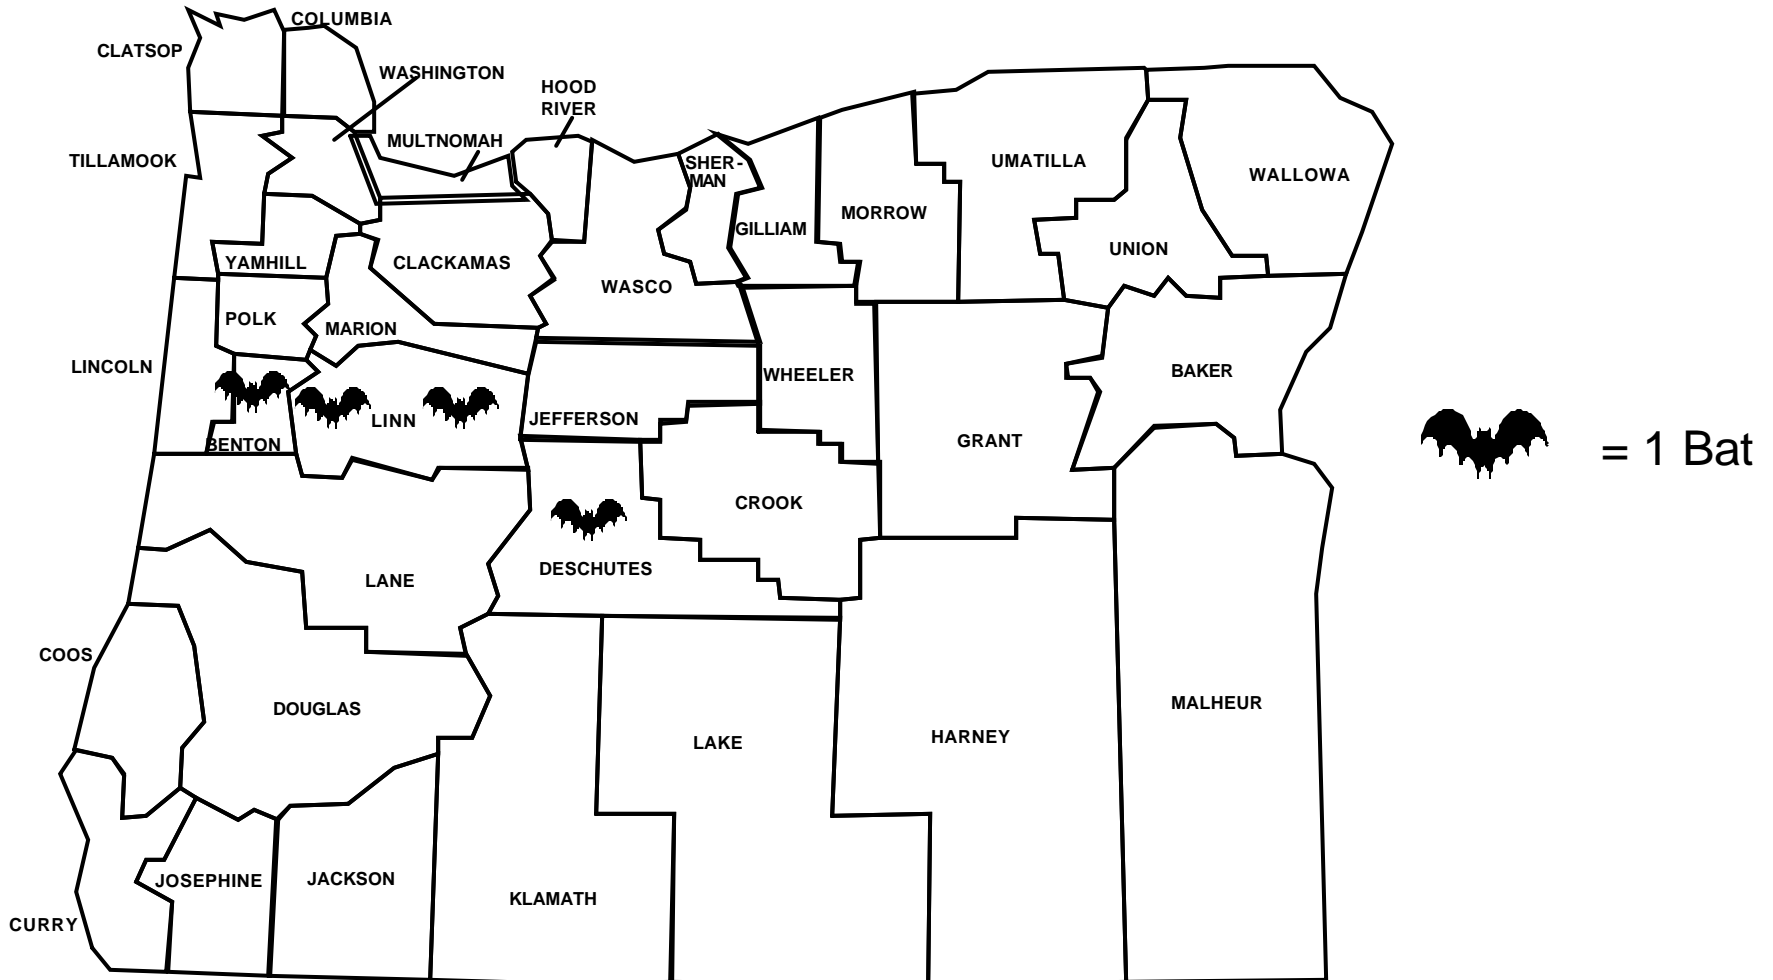 COLUMBIA
CLATSOP
WASHINGTON
HOOD
RIVER
MULTNOMAH
TILLAMOOK
SHER-
MAN
UMATILLA
WALLOWA
MORROW
GILLIAM
UNION
YAMHILL
CLACKAMAS
WASCO
POLK
MARION
LINCOLN
WHEELER
BAKER
LINN
JEFFERSON
BENTON
GRANT
= 1 Bat
CROOK
DESCHUTES
LANE
COOS
DOUGLAS
MALHEUR
LAKE
HARNEY
JOSEPHINE
JACKSON
KLAMATH
CURRY